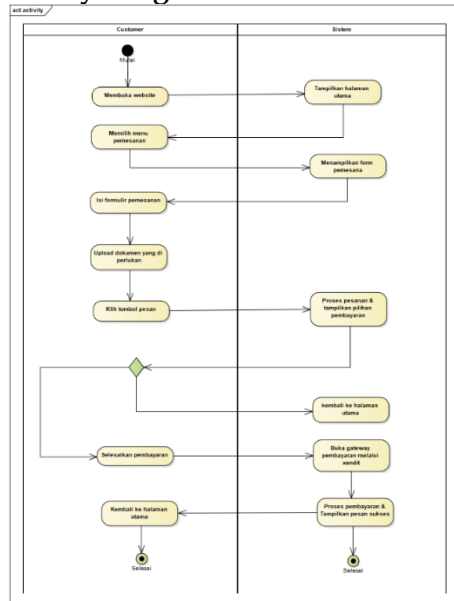 act activity
Customer
Sistem
Mulai
Membuka website
Tampilkan halaman
utama
Memilih menu
pemesanan
Menampilkan form
pemesana
Isi formulir pemesanan
Upload dokumen yang di
perlukan
Klik tombol pesan
Proses pesanan &
tampilkan pilihan
pembayaran
kembali ke halaman
utama
Selesaikan pembayaran
Buka gateway
pembayaran melalui
xendit
Kembali ke halaman
utama
Proses pembayaran &
Tampilkan pesan sukses
Selesai
Selesai